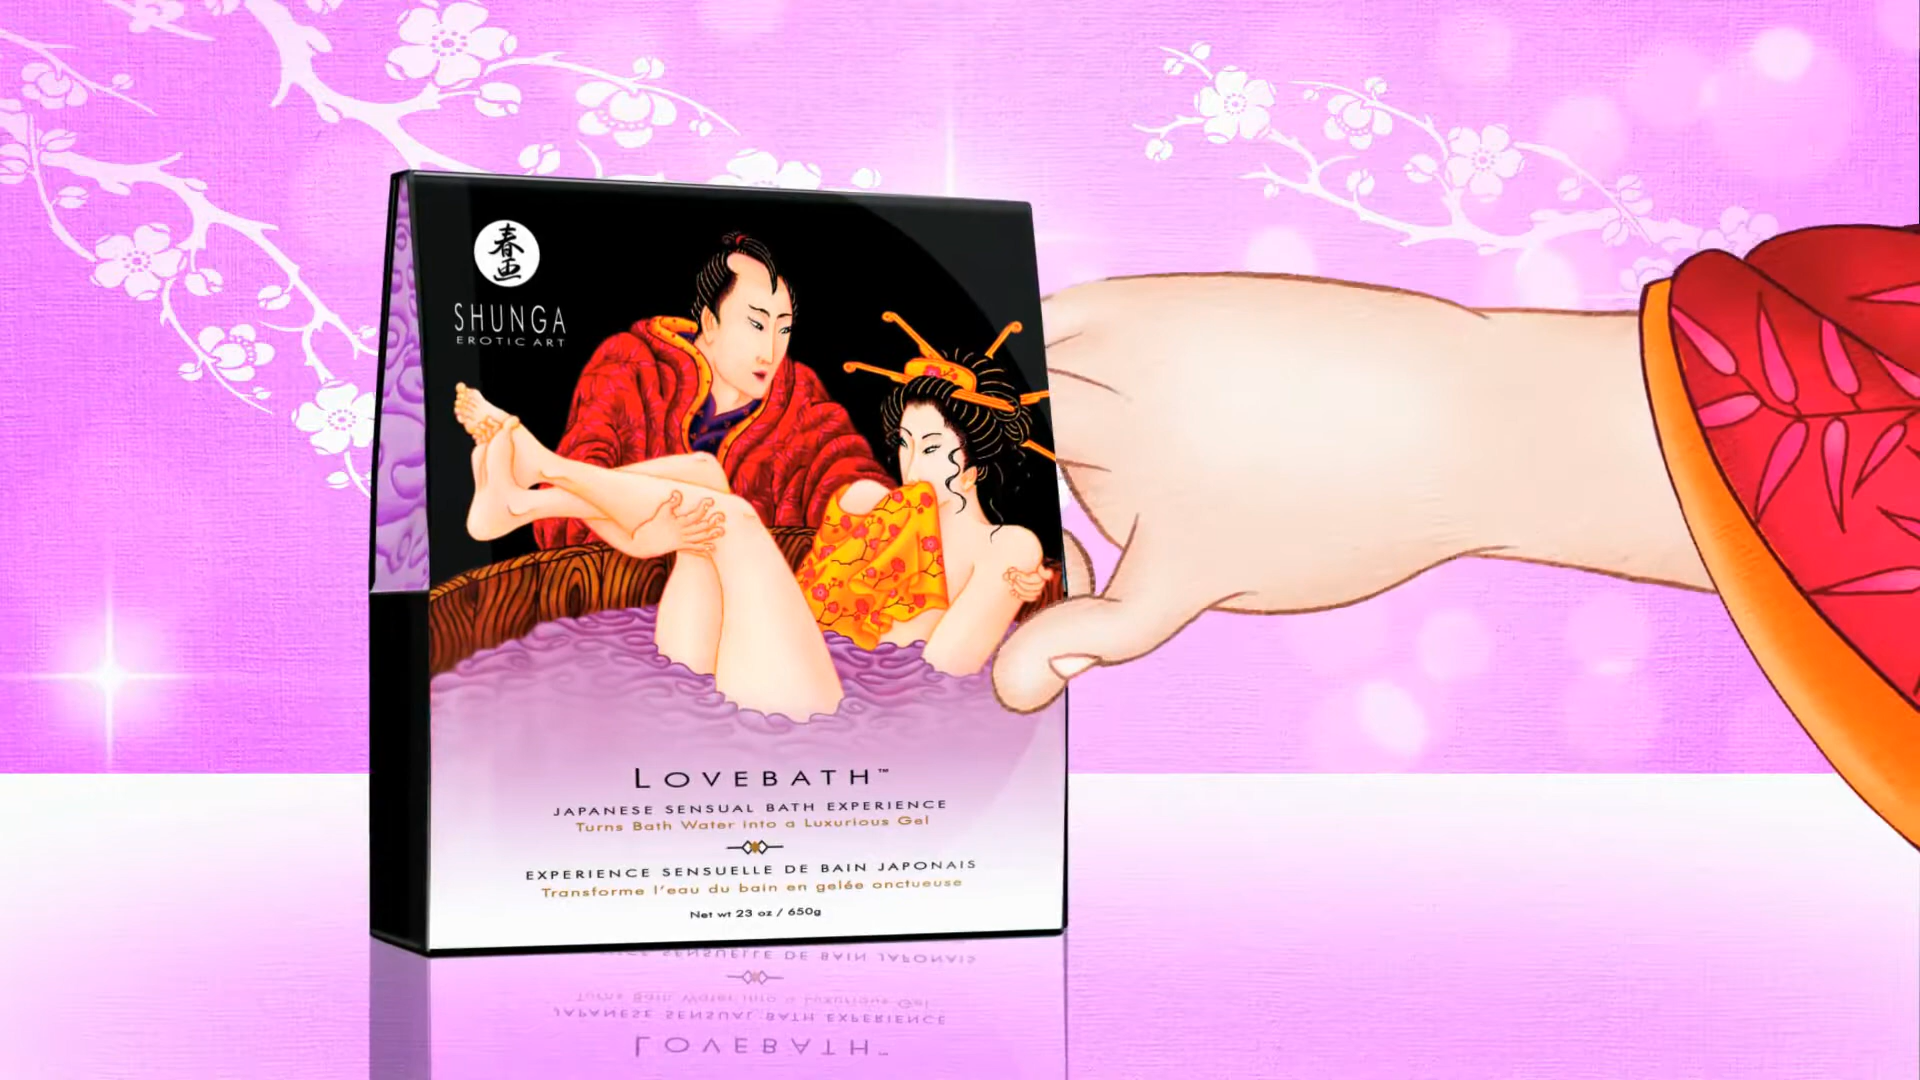 春画
SHUNGA
EROTIC ART
LOVEBATH™
JAPANESE SENSUAL BATH EXPERIENCE
Turns Bath Water into a Luxurious Gel
EXPERIENCE SENSUELLE DE BAIN JAPONAIS
Transforme l'eau du bain en gelée onctueuse
Net wt 23 oz / 650g